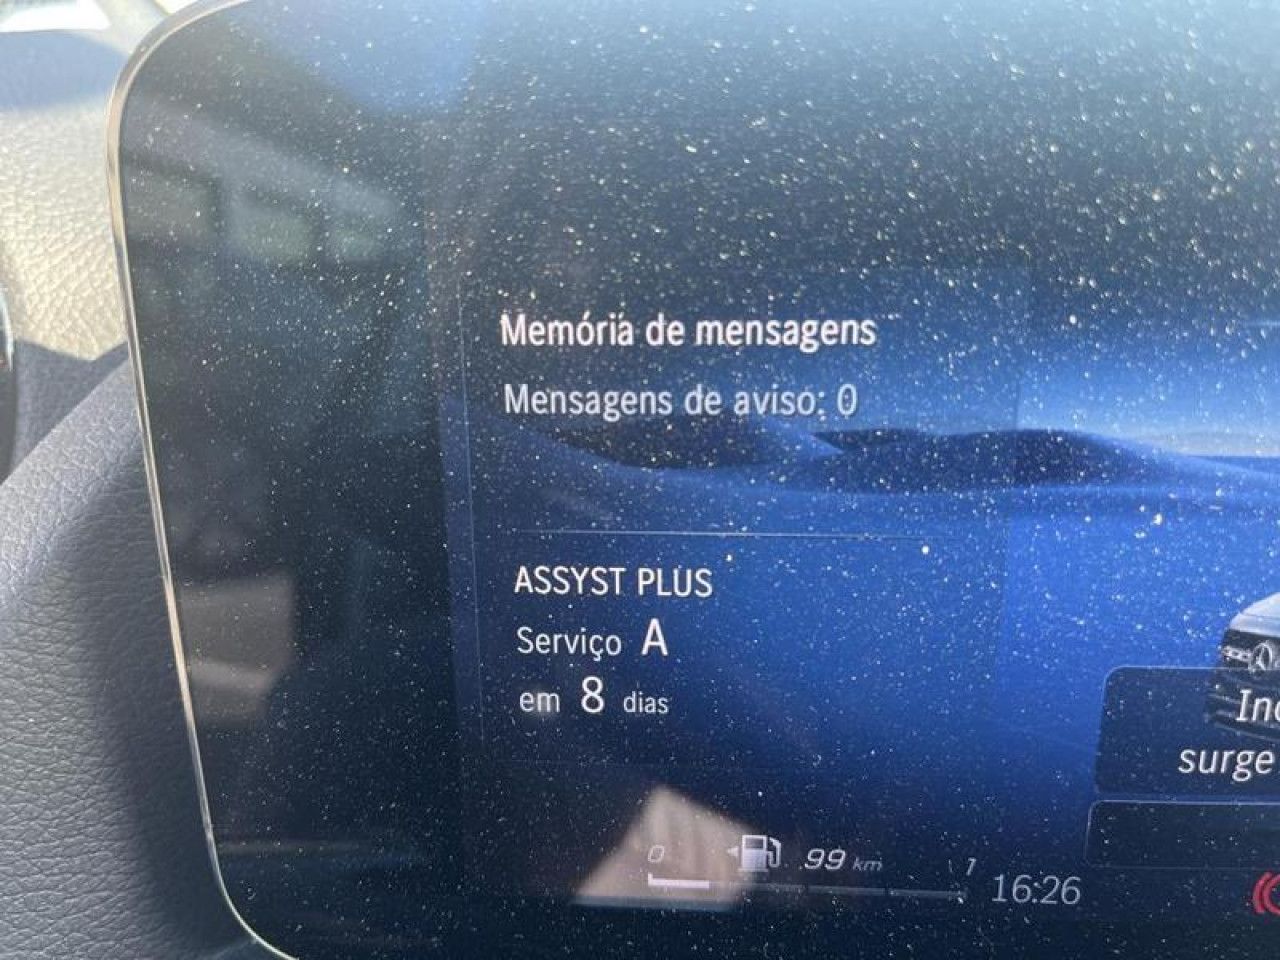 Memória de mensagens
Mensagens de aviso: 0
ASSYST PLUS
Serviço A
em 8 dias
surge
0 99 km 1
16:26